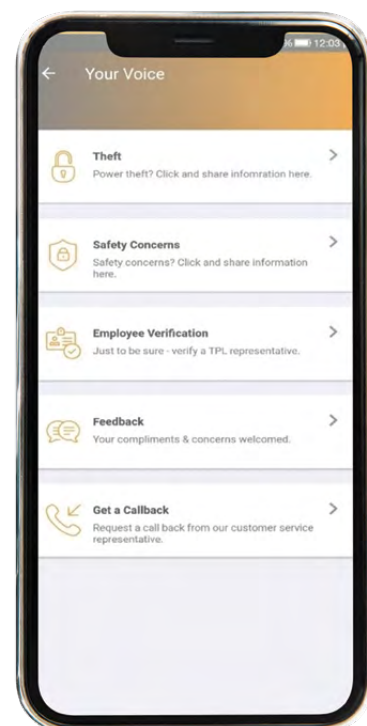 % 12:03
Your Voice
Theft
Power theft? Click and share infomration here.
Safety Concerns
Safety concerns? Click and share information
here.
Employee Verification
Just to be sure - verify a TPL representative.
Feedback
Your compliments & concerns welcomed.
Get a Callback
Request a call back from our customer service
representative.